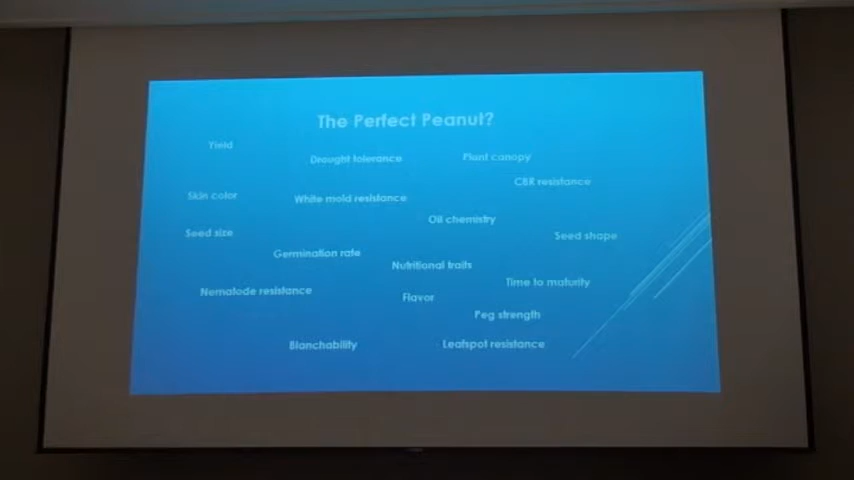 The Perfect Peanut?
Yield
Drought tolerance
Plant canopy
CBR resistance
Skin color
White mold resistance
Oil chemistry
Seed size
Seed shape
Germination rate
Nutritional traits
Time to maturity
Nematode resistance
Flavor
Peg strength
Blanchability
Leafspot resistance